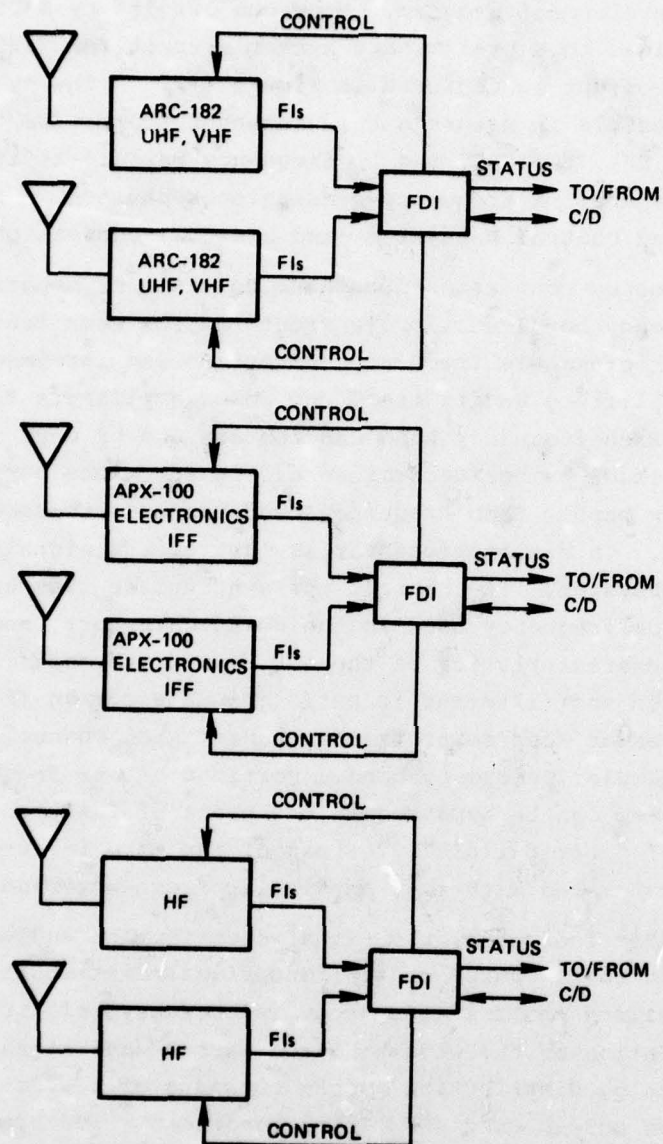 CONTROL
ARC-182
UHF, VHF
FIs
STATUS
FDI
TO/FROM
C/D
ARC-182
UHF, VHF
FIs
CONTROL
CONTROL
APX-100
ELECTRONICS
IFF
FIs
STATUS
FDI
TO/FROM
C/D
APX-100
ELECTRONICS
IFF
FIs
CONTROL
CONTROL
HF
FIs
STATUS
FDI
TO/FROM
C/D
HF
FIs
CONTROL